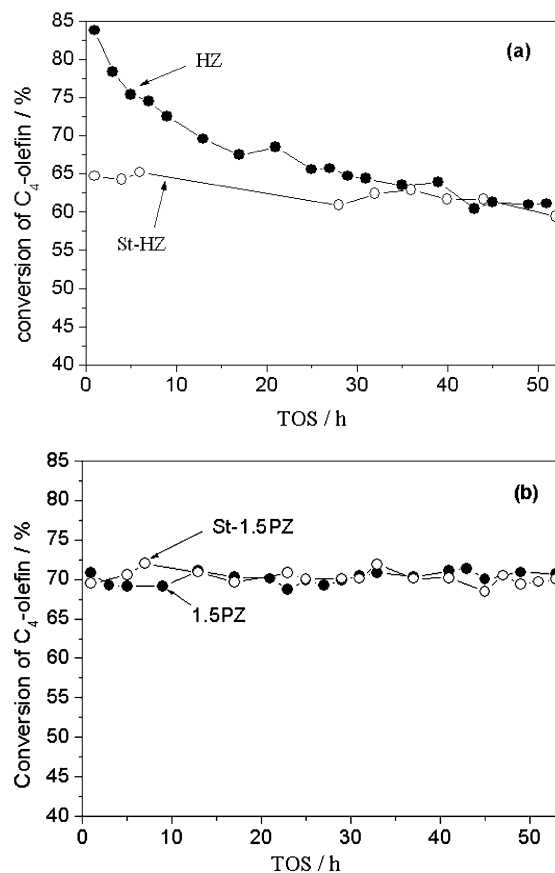 (a)
HZ
St-HZ
85
80
75
70
65
60
55
50
45
40
conversion of C₄-olefin / %
0 10 20 30 40 50
TOS / h
(b)
St-1.5PZ
1.5PZ
85
80
75
70
65
60
55
50
45
40
Conversion of C₄-olefin / %
0 10 20 30 40 50
TOS / h